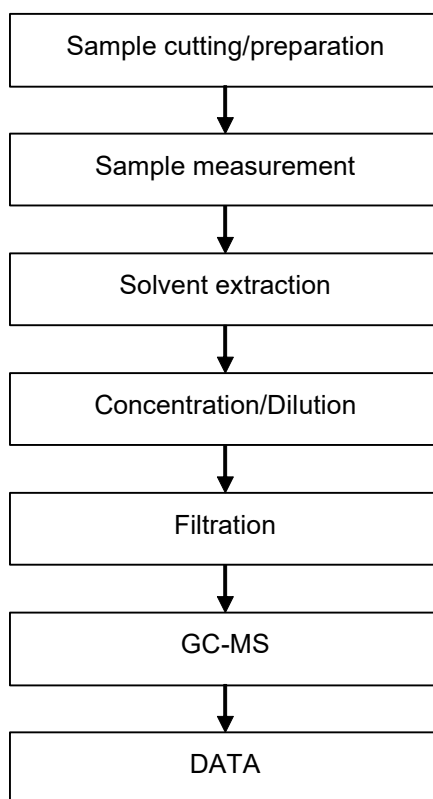 Sample cutting/preparation
Sample measurement
Solvent extraction
Concentration/Dilution
Filtration
GC-MS
DATA